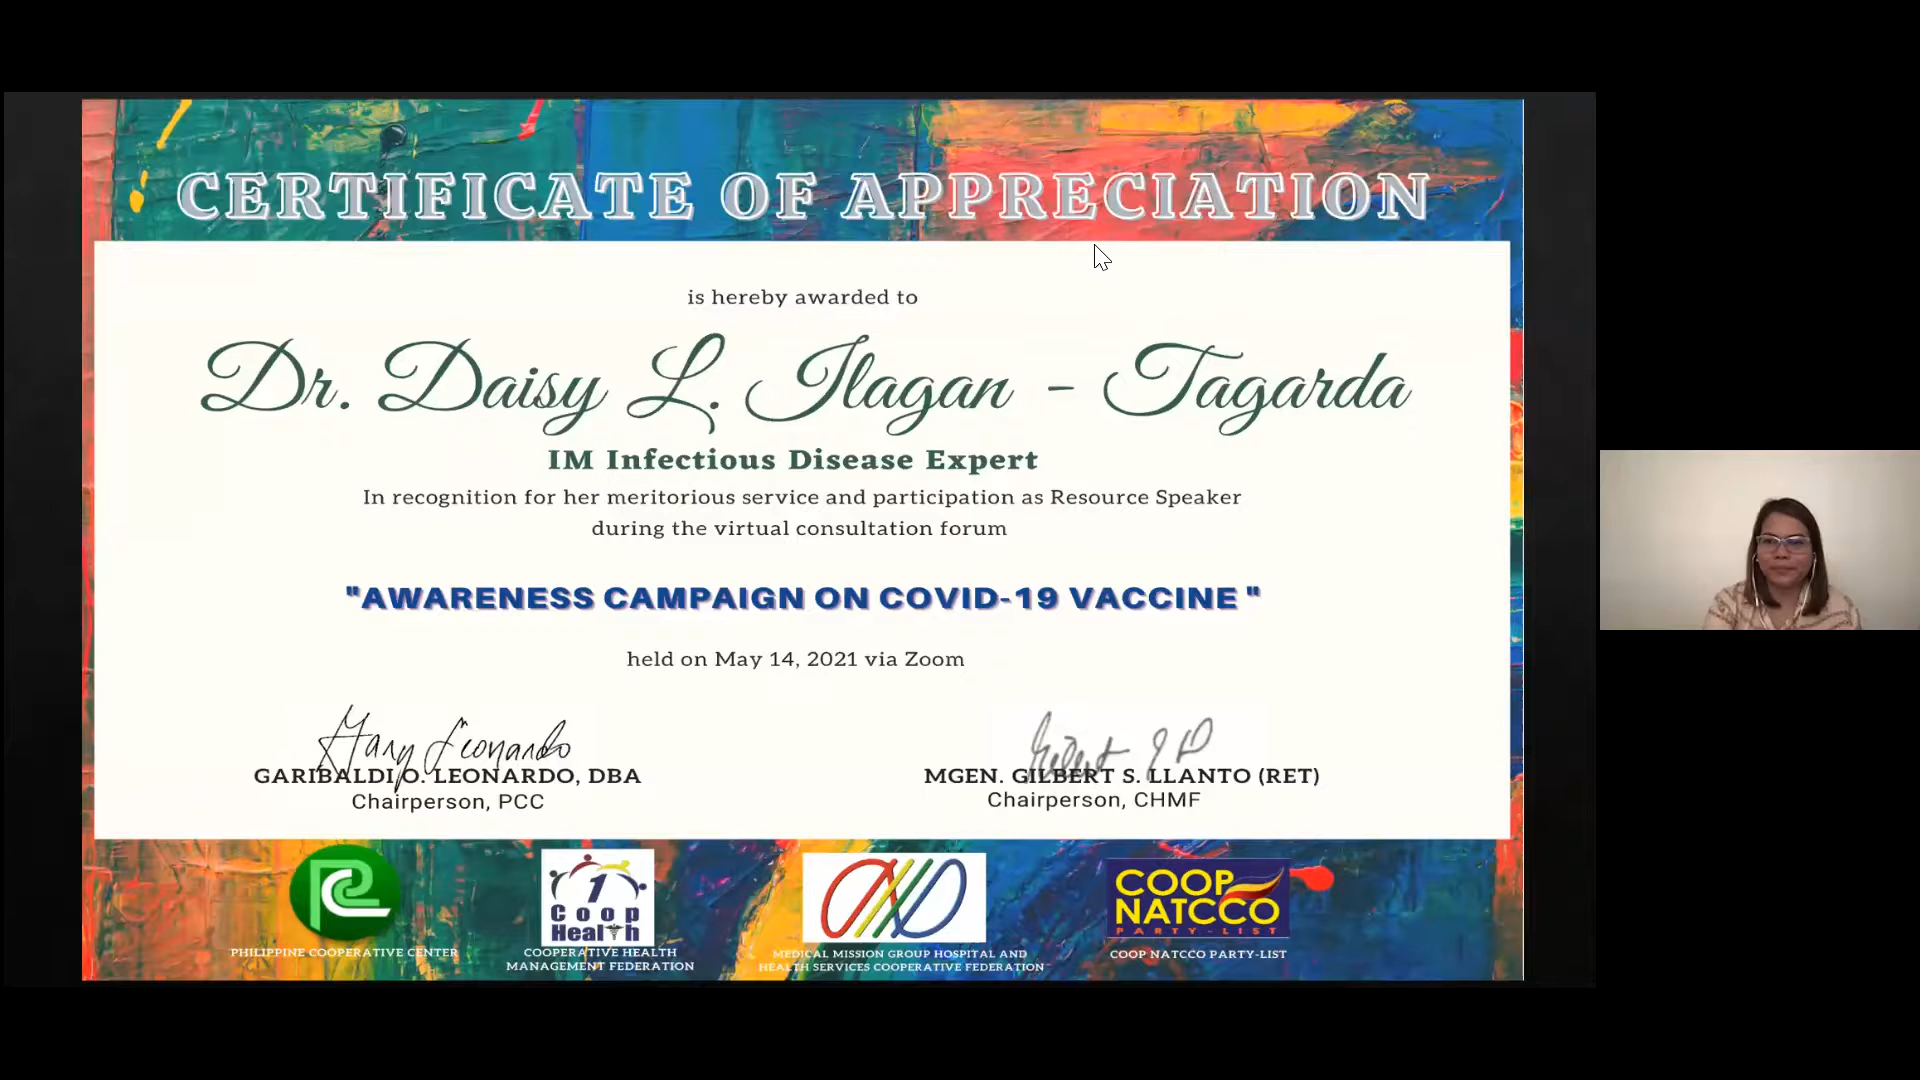 CERTIFICATE OF APPRECIATION
is hereby awarded to
Dr. Daisy L. Ilagan - Tagarda
IM Infectious Disease Expert
In recognition for her meritorious service and participation as Resource Speaker
during the virtual consultation forum
"AWARENESS CAMPAIGN ON COVID-19 VACCINE "
held on May 14, 2021 via Zoom
Gary Leonardo
GARIBALDI O. LEONARDO, DBA
Chairperson, PCC
MGEN. GILBERT S. LLANTO (RET)
Chairperson, CHMF
PHILIPPINE COOPERATIVE CENTER
1
Coop
Health
COOPERATIVE HEALTH
MANAGEMENT FEDERATION
MEDICAL MISSION GROUP HOSPITAL AND
HEALTH SERVICES COOPERATIVE FEDERATION
COOP
NATCCO
PARTY-LIST
COOP NATCCO PARTY-LIST